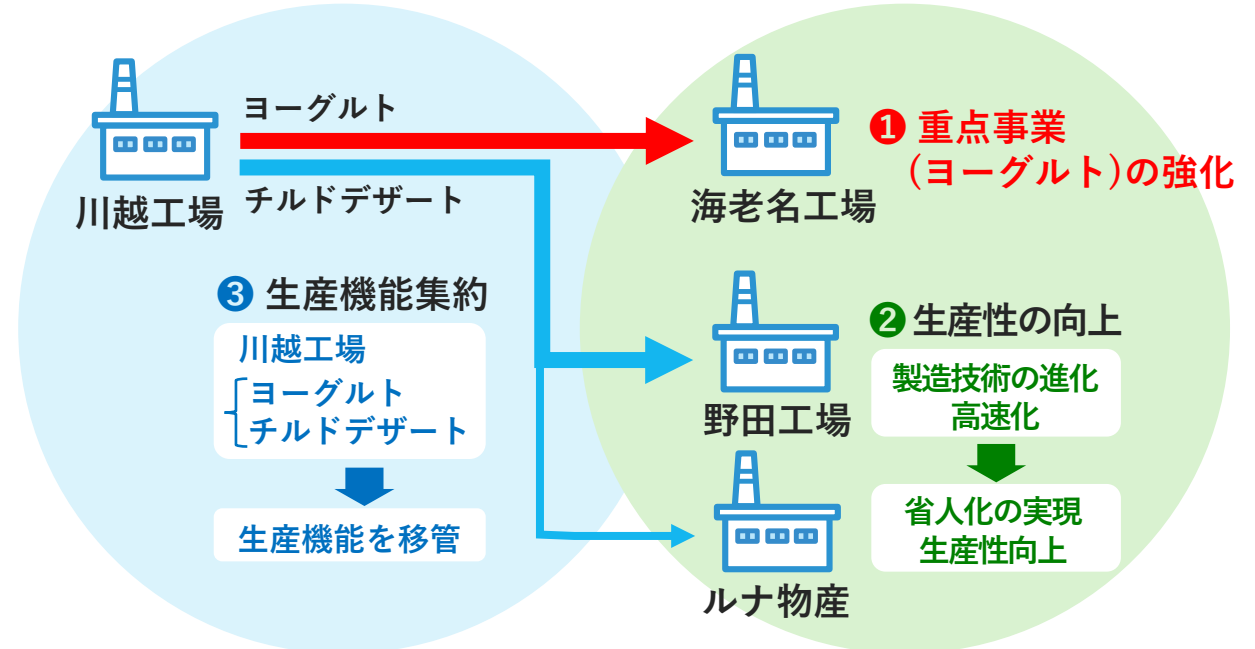 ヨーグルト
チルドデザート
川越工場
❸ 生産機能集約
川越工場
ヨーグルト
チルドデザート
生産機能を移管
海老名工場
❶ 重点事業
(ヨーグルト)の強化
野田工場
❷ 生産性の向上
製造技術の進化
高速化
省人化の実現
生産性向上
ルナ物産